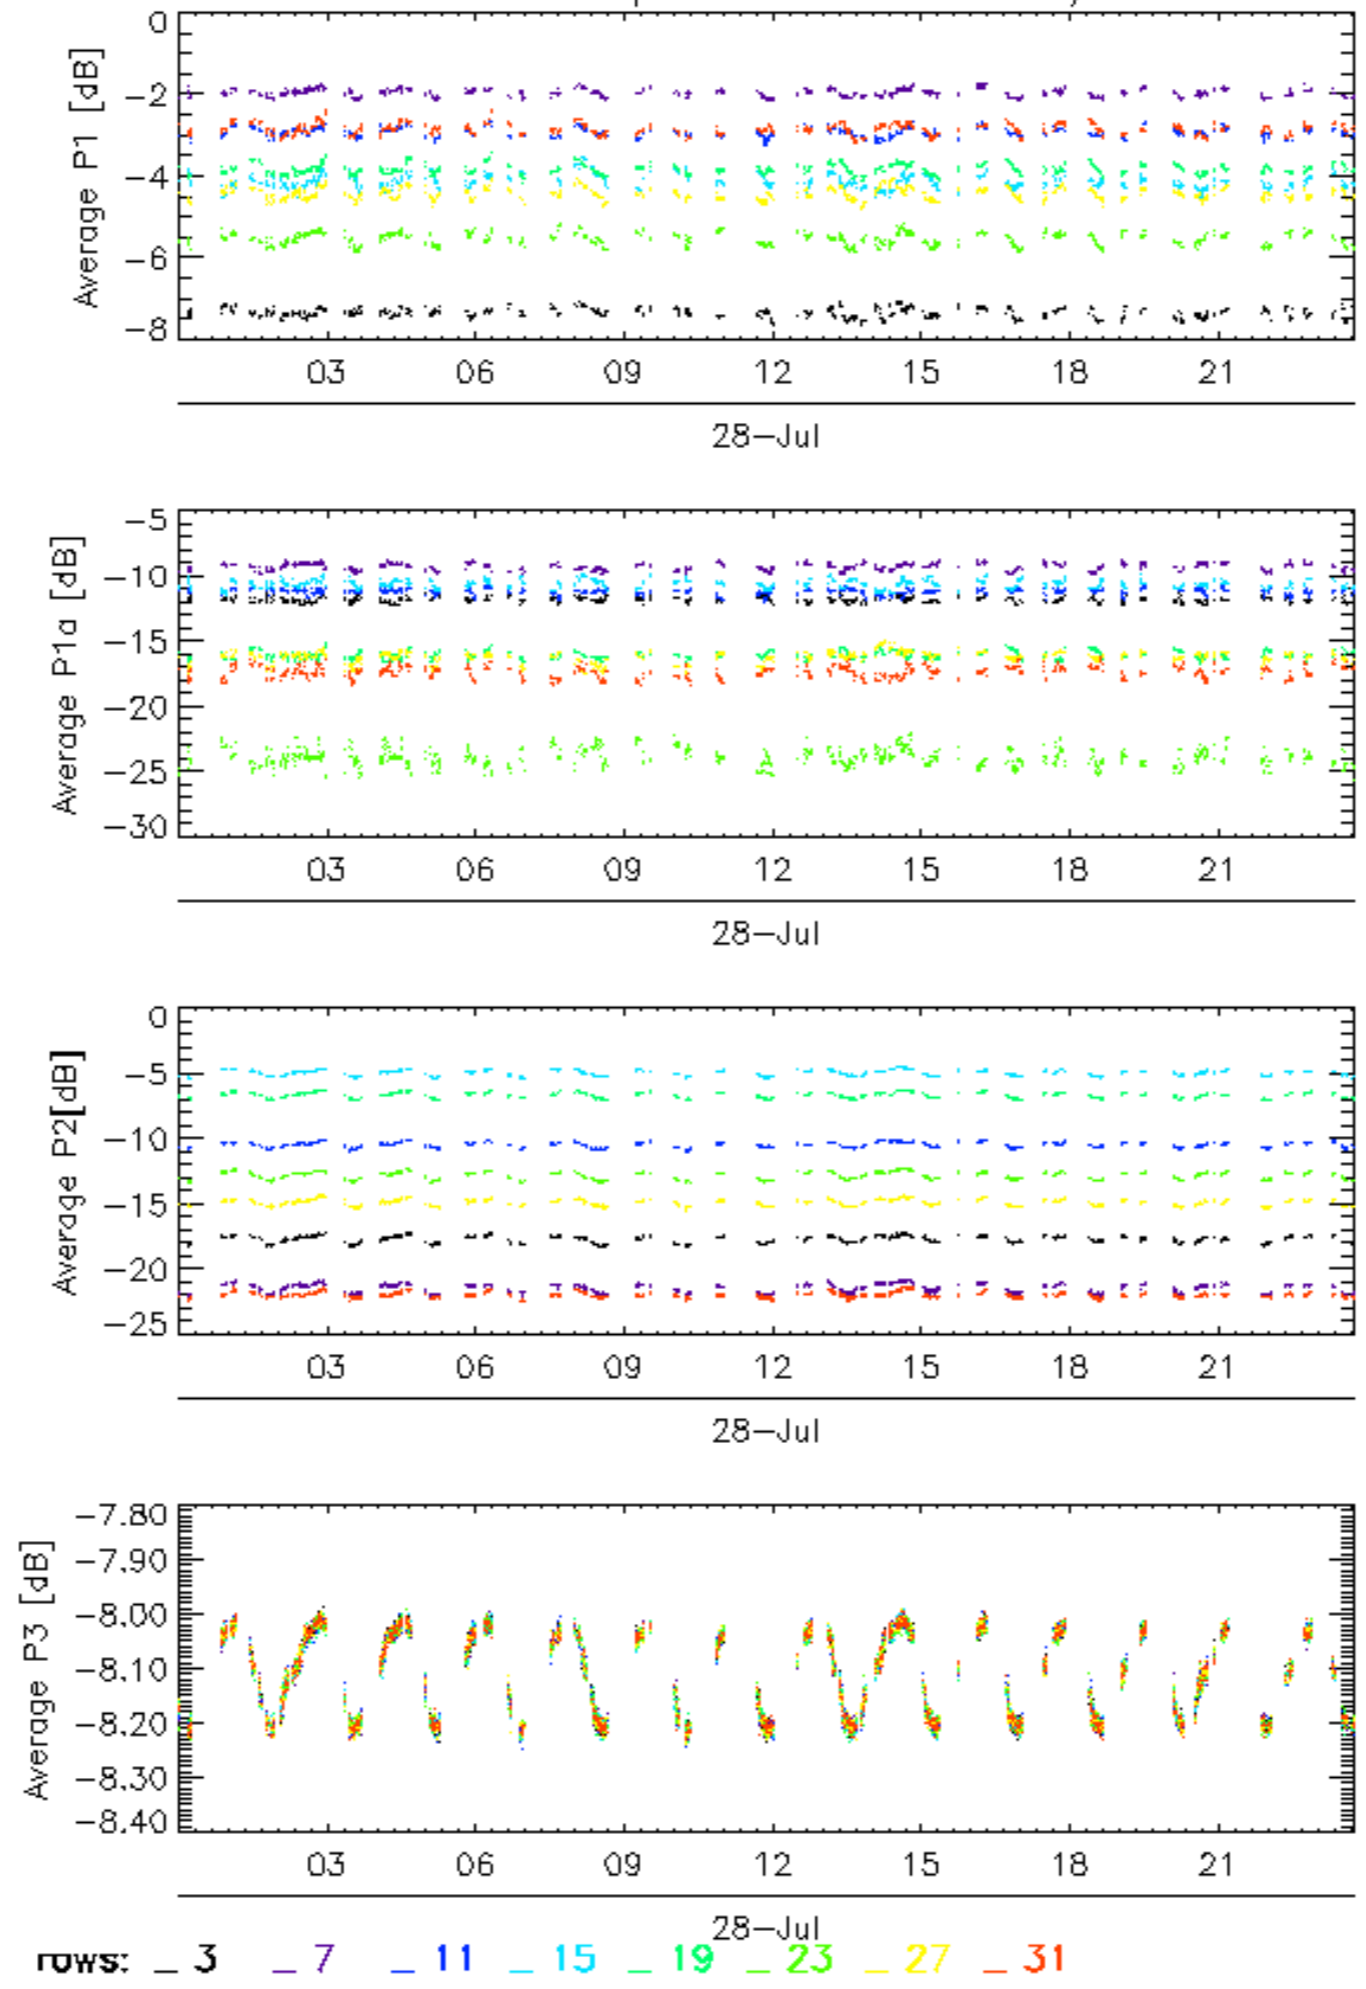 Average P1 [dB]
0
−2
−4
−6
−8
03 06 09 12 15 18 21
28−Jul
Average P1a [dB]
−5
−10
−15
−20
−25
−30
03 06 09 12 15 18 21
28−Jul
Average P2[dB]
0
−5
−10
−15
−20
−25
03 06 09 12 15 18 21
28−Jul
Average P3 [dB]
−7.80
−7.90
−8.00
−8.10
−8.20
−8.30
−8.40
03 06 09 12 15 18 21
28−Jul
rows: _ 3 _ 7 _ 11 _ 15 _ 19 _ 23 _ 27 _ 31